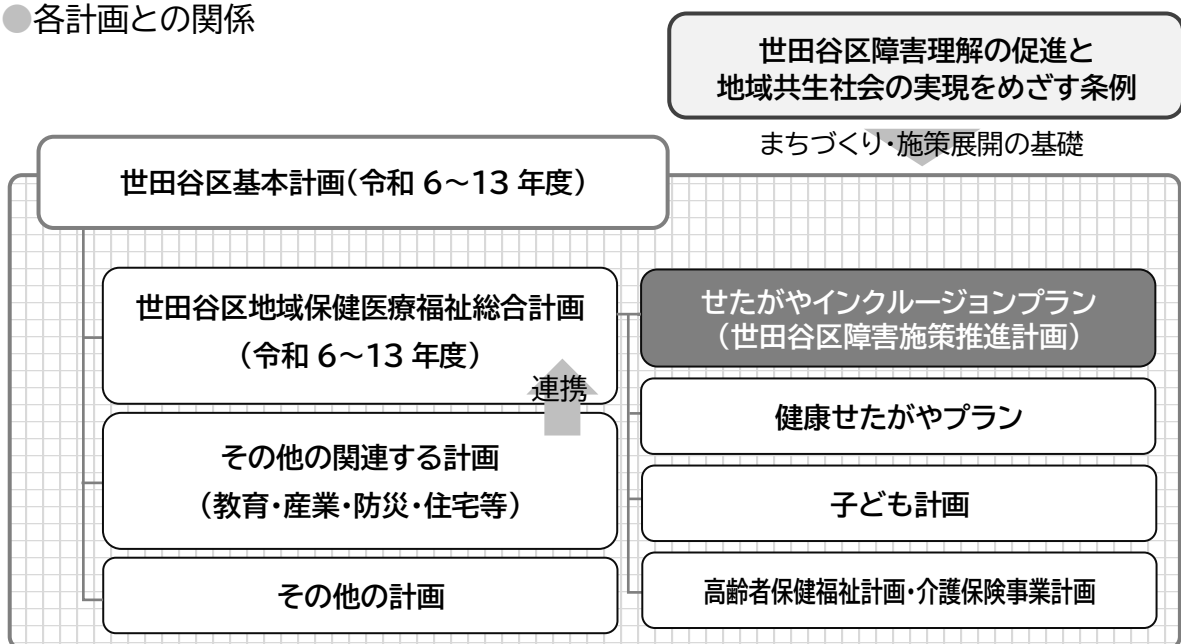 ●各計画との関係
世田谷区障害理解の促進と
地域共生社会の実現をめざす条例
まちづくり・施策展開の基礎
世田谷区基本計画(令和 6~13 年度)
世田谷区地域保健医療福祉総合計画
(令和 6~13 年度)
連携
その他の関連する計画
(教育・産業・防災・住宅等)
その他の計画
せたがやインクルージョンプラン
(世田谷区障害施策推進計画)
健康せたがやプラン
子ども計画
高齢者保健福祉計画・介護保険事業計画